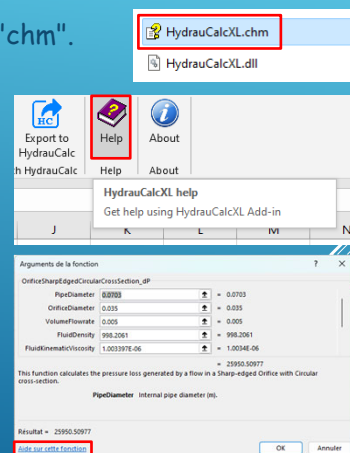 "chm".
HydrauCalcXL.chm
HydrauCalcXL.dll
HC
Export to HydrauCalc
Help
About
h HydrauCalc
Help
About
HydrauCalcXL help
Get help using HydrauCalcXL Add-in
J K L M N
Arguments de la fonction ? ×
OrificeSharpEdgedCircularCrossSection_dP
PipeDiameter 0.0703 = 0.0703
OrificeDiameter 0.035 = 0.035
VolumeFlowrate 0.005 = 0.005
FluidDensity 998.2061 = 998.2061
FluidKinematicViscosity 1.003397E-06 = 1.0034E-06
= 25950.50977
This function calculates the pressure loss generated by a flow in a Sharp-edged Orifice with Circular
cross-section.
PipeDiameter Internal pipe diameter (m).
Résultat = 25950.50977
Aide sur cette fonction
OK Annuler